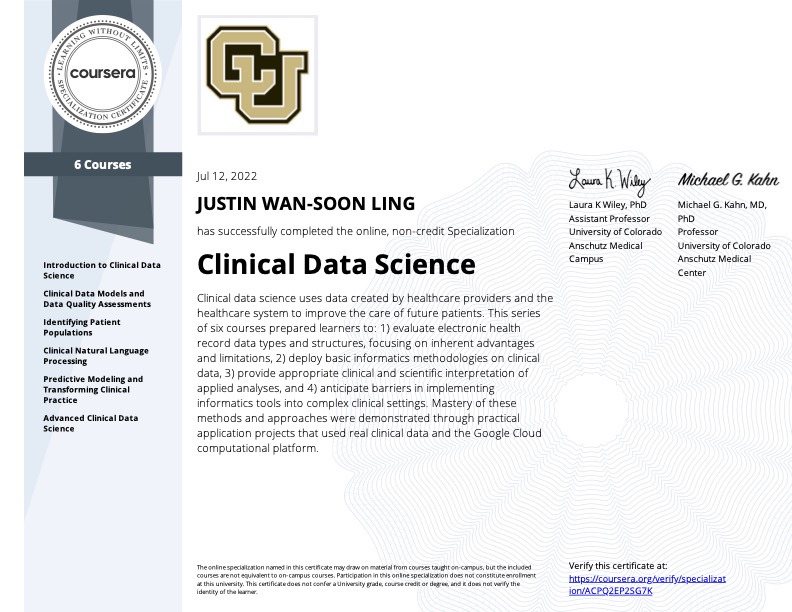 LEARNING WITHOUT LIMITS
coursera
SPECIALIZATION CERTIFICATE
6 Courses
Introduction to Clinical Data
Science
Clinical Data Models and
Data Quality Assessments
Identifying Patient
Populations
Clinical Natural Language
Processing
Predictive Modeling and
Transforming Clinical
Practice
Advanced Clinical Data
Science
CU
Jul 12, 2022
JUSTIN WAN-SOON LING
has successfully completed the online, non-credit Specialization
Clinical Data Science
Clinical data science uses data created by healthcare providers and the
healthcare system to improve the care of future patients. This series
of six courses prepared learners to: 1) evaluate electronic health
record data types and structures, focusing on inherent advantages
and limitations, 2) deploy basic informatics methodologies on clinical
data, 3) provide appropriate clinical and scientific interpretation of
applied analyses, and 4) anticipate barriers in implementing
informatics tools into complex clinical settings. Mastery of these
methods and approaches were demonstrated through practical
application projects that used real clinical data and the Google Cloud
computational platform.
Laura K. Wiley
Laura K Wiley, PhD
Assistant Professor
University of Colorado
Anschutz Medical
Campus
Michael G. Kahn
Michael G. Kahn, MD,
PhD
Professor
University of Colorado
Anschutz Medical
Center
The online specialization named in this certificate may draw on material from courses taught on-campus, but the included
courses are not equivalent to on-campus courses. Participation in this online specialization does not constitute enrollment
at this university. This certificate does not confer a University grade, course credit or degree, and it does not verify the
identity of the learner.
Verify this certificate at:
https://coursera.org/verify/specializat
ion/ACPQ2EP2SG7K